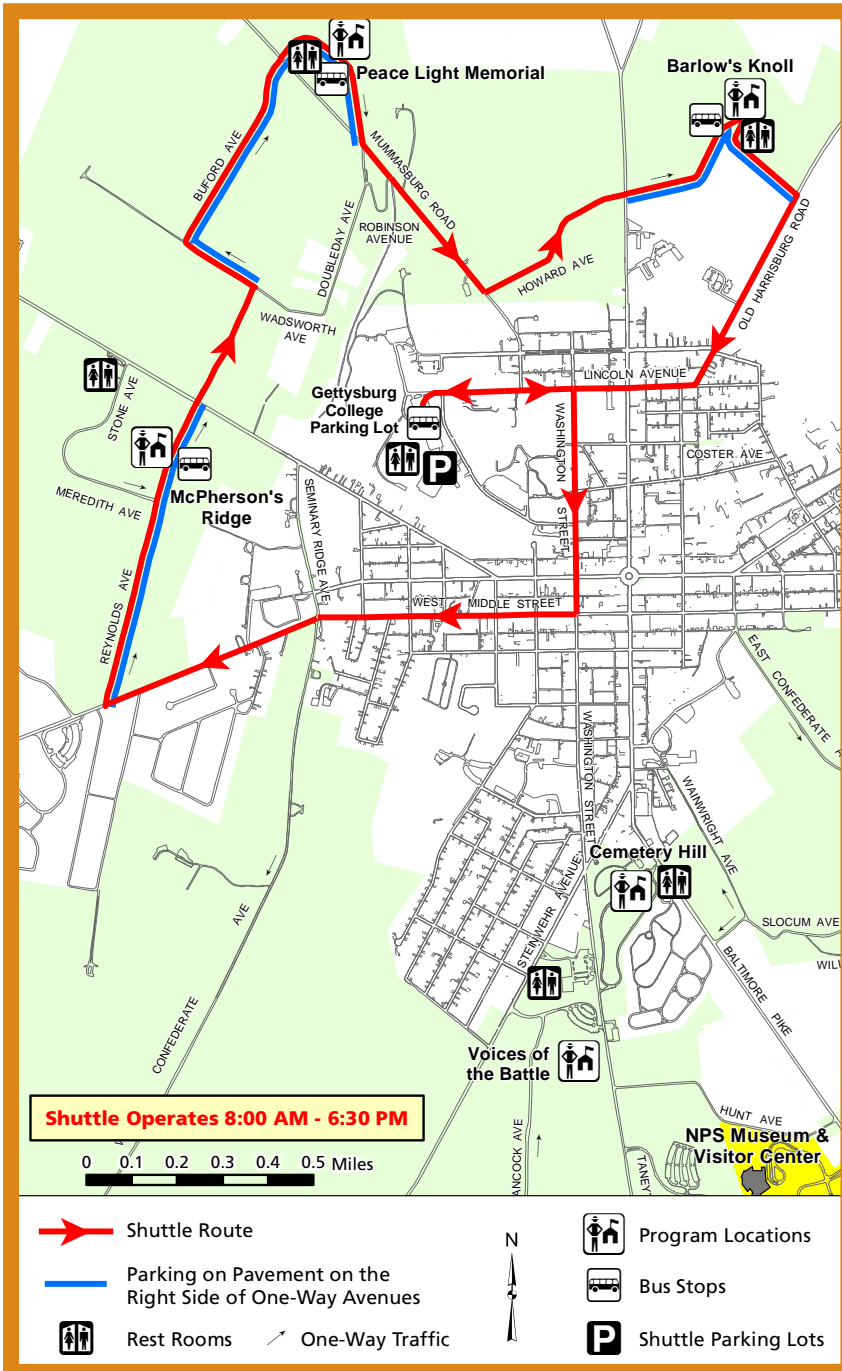 Peace Light Memorial
Barlow's Knoll
BUFORD AVE
MUMMASBURG ROAD
DOUBLEDAY AVE
ROBINSON
AVENUE
HOWARD AVE
OLD HARRISBURG ROAD
WADSWORTH
AVE
STONE AVE
Gettysburg
College
Parking Lot
P
LINCOLN AVENUE
WASHINGTON STREET
COSTER AVE
MEREDITH AVE
McPherson's
Ridge
SEMINARY RIDGE AVE
REYNOLDS AVE
WEST MIDDLE STREET
EAST CONFEDERATE A
WASHINGTON STREET
WAINWRIGHT AVE
Cemetery Hill
STEINWEHR AVENUE
SLOCUM AVE
WILW
BALTIMORE PIKE
CONFEDERATE AVE
W
Voices of
the Battle
HUNT AVE
NPS Museum &
Visitor Center
ANCOCK AVE
TANEY
Shuttle Operates 8:00 AM - 6:30 PM
0 0.1 0.2 0.3 0.4 0.5 Miles
Shuttle Route
Parking on Pavement on the
Right Side of One-Way Avenues
Rest Rooms
One-Way Traffic
N
Program Locations
Bus Stops
P
Shuttle Parking Lots